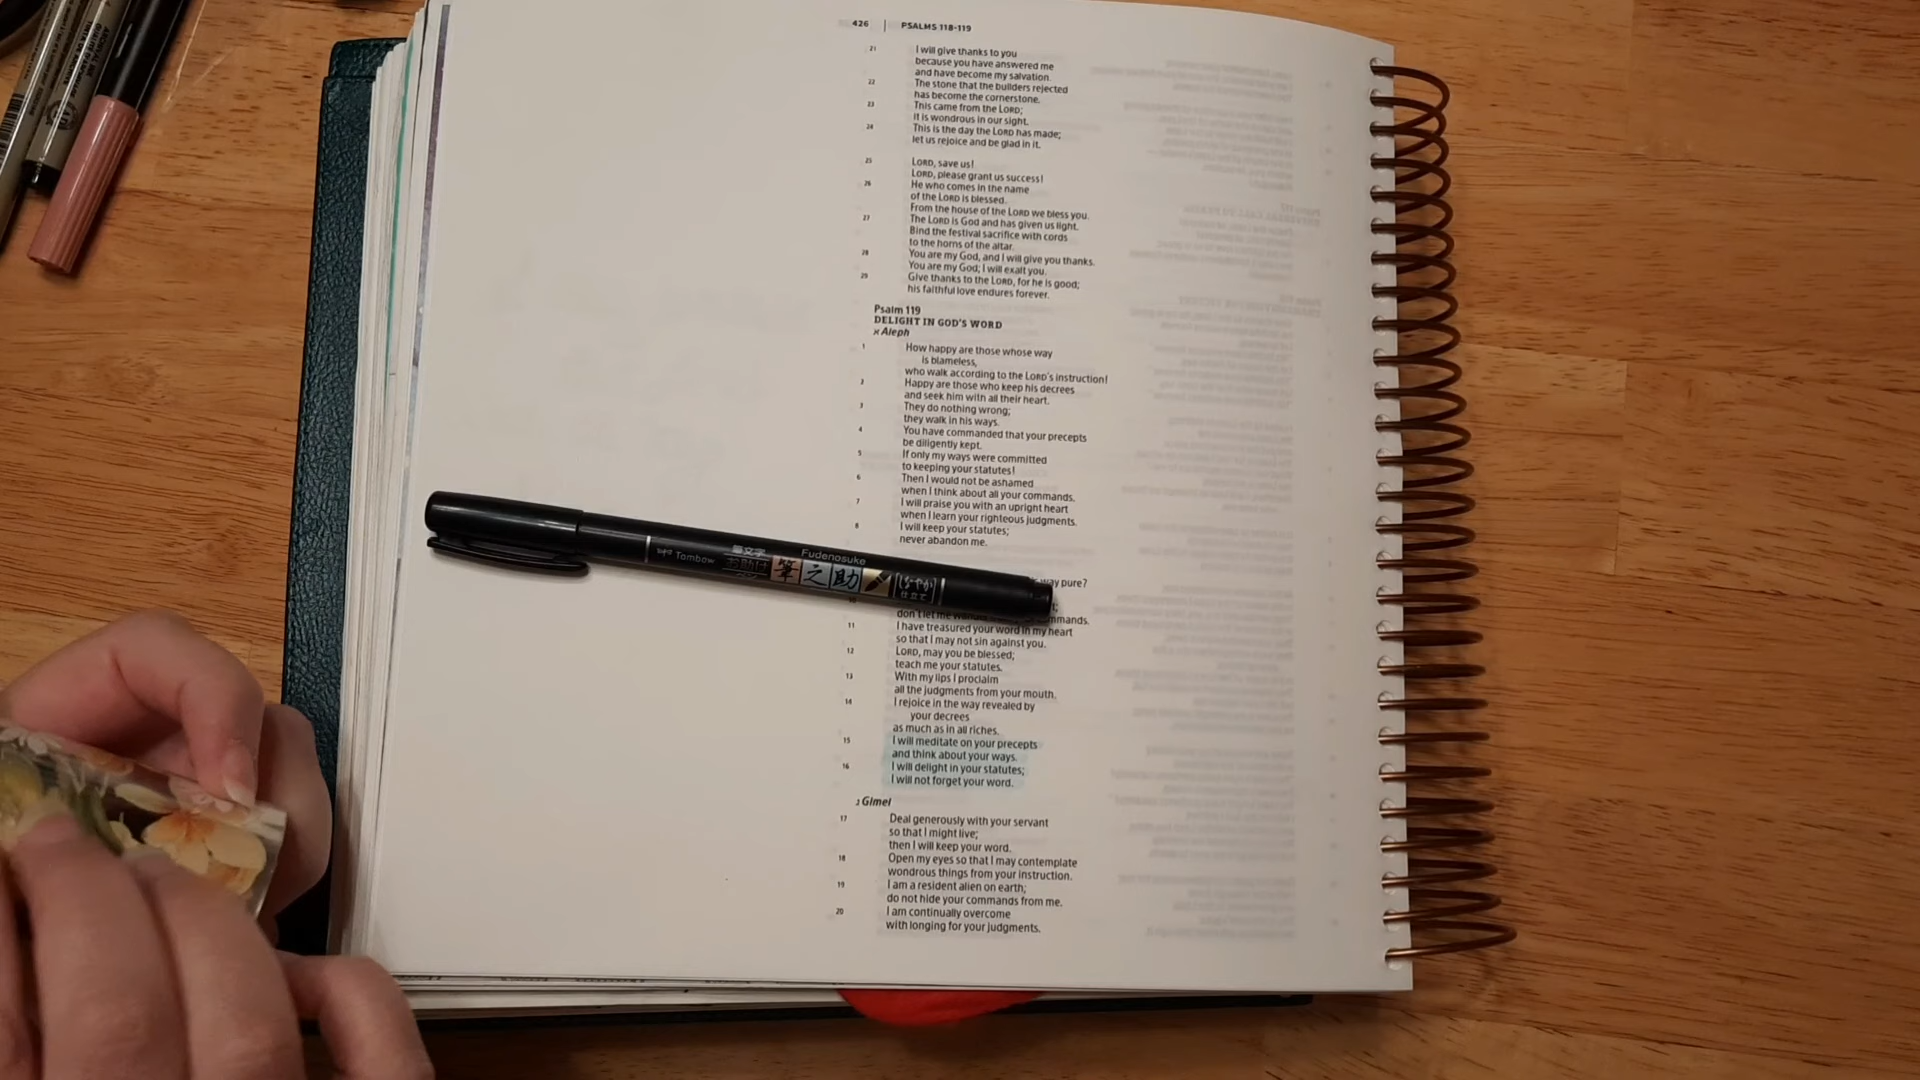 426 | PSALMS 118-119
21 I will give thanks to you
because you have answered me
and have become my salvation.
22 The stone that the builders rejected
has become the cornerstone.
23 This came from the LORD;
it is wondrous in our sight.
24 This is the day the LORD has made;
let us rejoice and be glad in it.
25 LORD, save us!
LORD, please grant us success!
26 He who comes in the name
of the LORD is blessed.
From the house of the LORD we bless you.
27 The LORD is God and has given us light.
Bind the festival sacrifice with cords
to the horns of the altar.
28 You are my God, and I will give you thanks.
You are my God; I will exalt you.
29 Give thanks to the LORD, for he is good;
his faithful love endures forever.
Psalm 119
DELIGHT IN GOD'S WORD
א Aleph
1 How happy are those whose way
is blameless,
who walk according to the LORD's instruction!
2 Happy are those who keep his decrees
and seek him with all their heart.
3 They do nothing wrong;
they walk in his ways.
4 You have commanded that your precepts
be diligently kept.
5 If only my ways were committed
to keeping your statutes!
6 Then I would not be ashamed
when I think about all your commands.
7 I will praise you with an upright heart
when I learn your righteous judgments.
8 I will keep your statutes;
never abandon me.
Tombow 筆文字 Fudenosuke
お助け 筆之助 しなやか
仕立て
way pure?
don't let me
11 I have treasured your word in my heart
so that I may not sin against you.
12 LORD, may you be blessed;
teach me your statutes.
13 With my lips I proclaim
all the judgments from your mouth.
14 I rejoice in the way revealed by
your decrees
as much as in all riches.
15 I will meditate on your precepts
and think about your ways.
16 I will delight in your statutes;
I will not forget your word.
ג Gimel
17 Deal generously with your servant
so that I might live;
then I will keep your word.
18 Open my eyes so that I may contemplate
wondrous things from your instruction.
19 I am a resident alien on earth;
do not hide your commands from me.
20 I am continually overcome
with longing for your judgments.